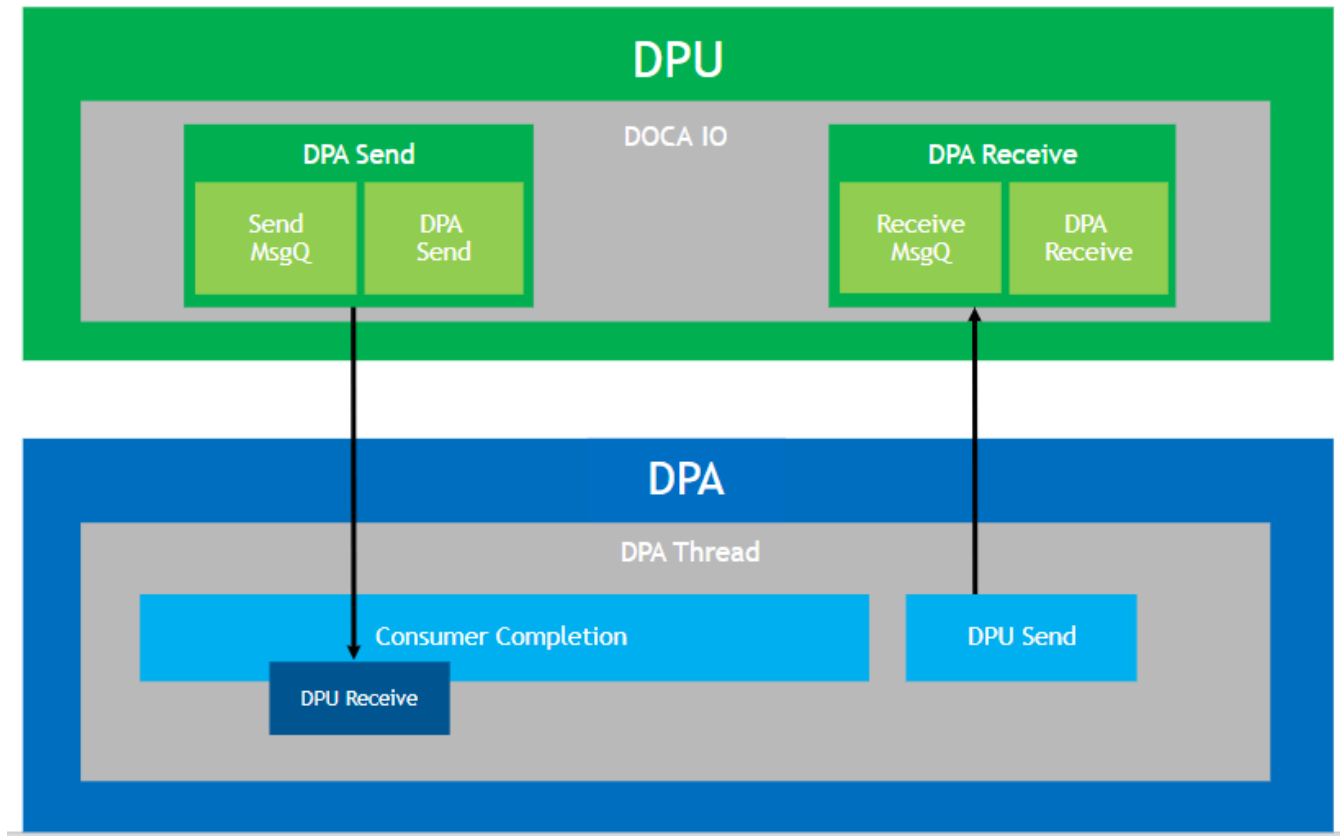 DPU
DOCA IO
DPA Send
Send
MsgQ
DPA
Send
DPA Receive
Receive
MsgQ
DPA
Receive
DPA
DPA Thread
Consumer Completion
DPU Receive
DPU Send